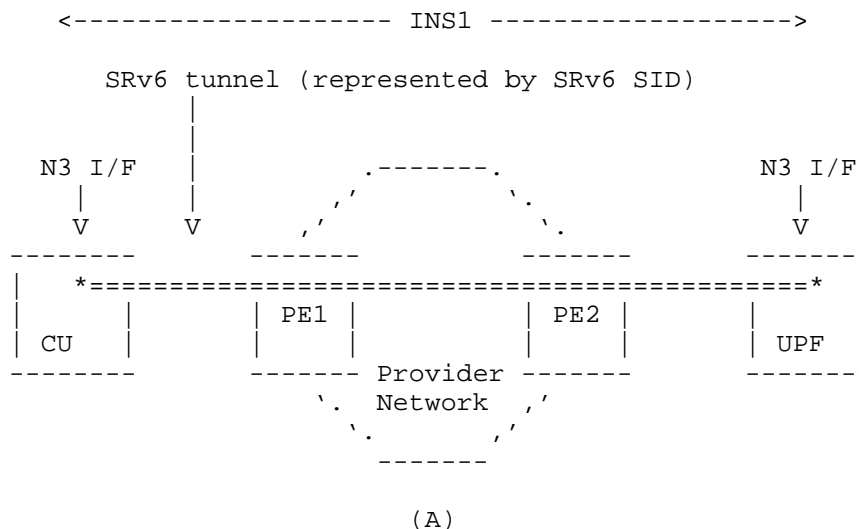 <-------------------- INS1 ------------------->
SRv6 tunnel (represented by SRv6 SID)
N3 I/F N3 I/F
V V V
PE1 PE2
CU UPF
Provider
Network
(A)